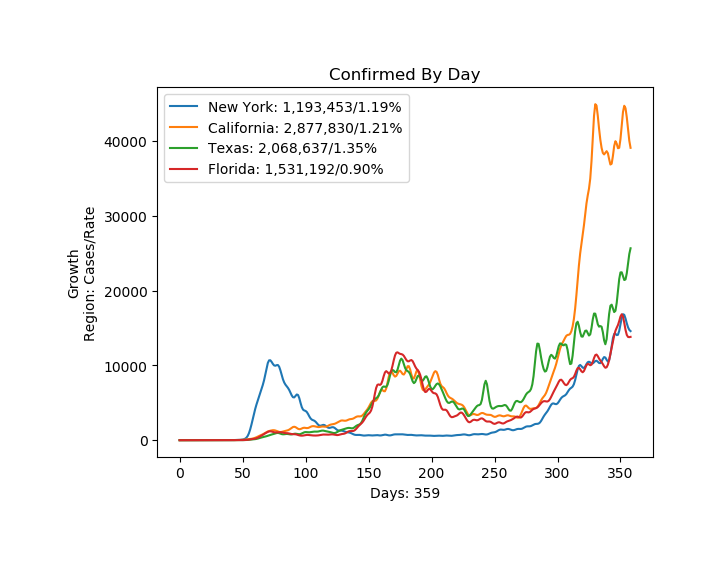 Confirmed By Day
New York: 1,193,453/1.19%
California: 2,877,830/1.21%
Texas: 2,068,637/1.35%
Florida: 1,531,192/0.90%
Growth
Region: Cases/Rate
40000
30000
20000
10000
0
0 50 100 150 200 250 300 350
Days: 359